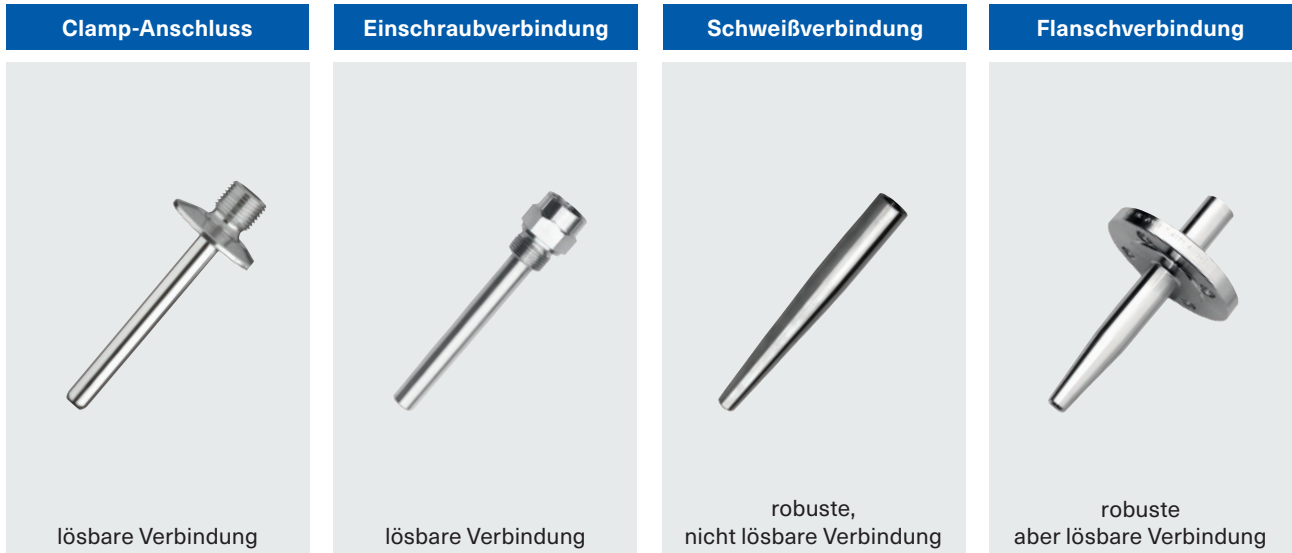 Clamp-Anschluss
Einschraubverbindung
Schweißverbindung
Flanschverbindung
lösbare Verbindung
lösbare Verbindung
robuste,
nicht lösbare Verbindung
robuste
aber lösbare Verbindung